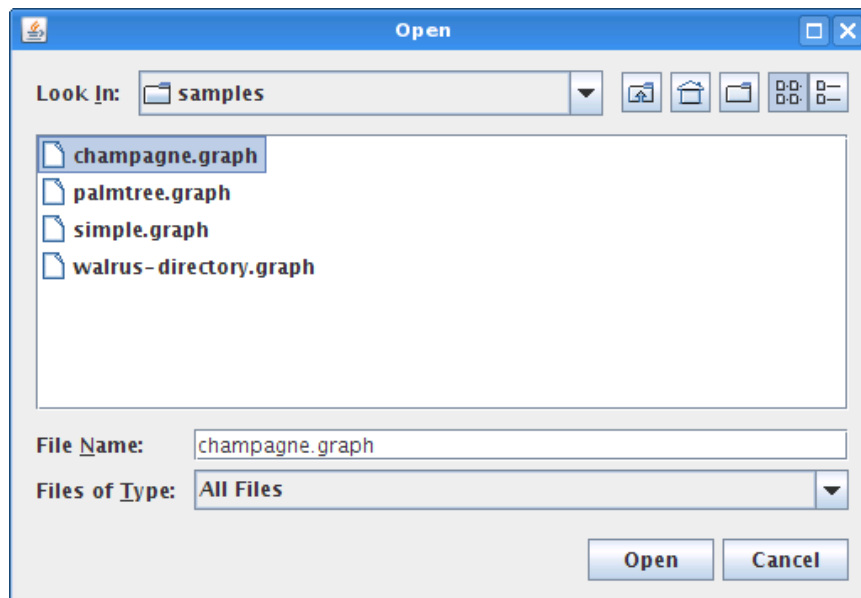 Open
Look In: samples
champagne.graph
palmtree.graph
simple.graph
walrus-directory.graph
File Name: champagne.graph
Files of Type: All Files
Open Cancel